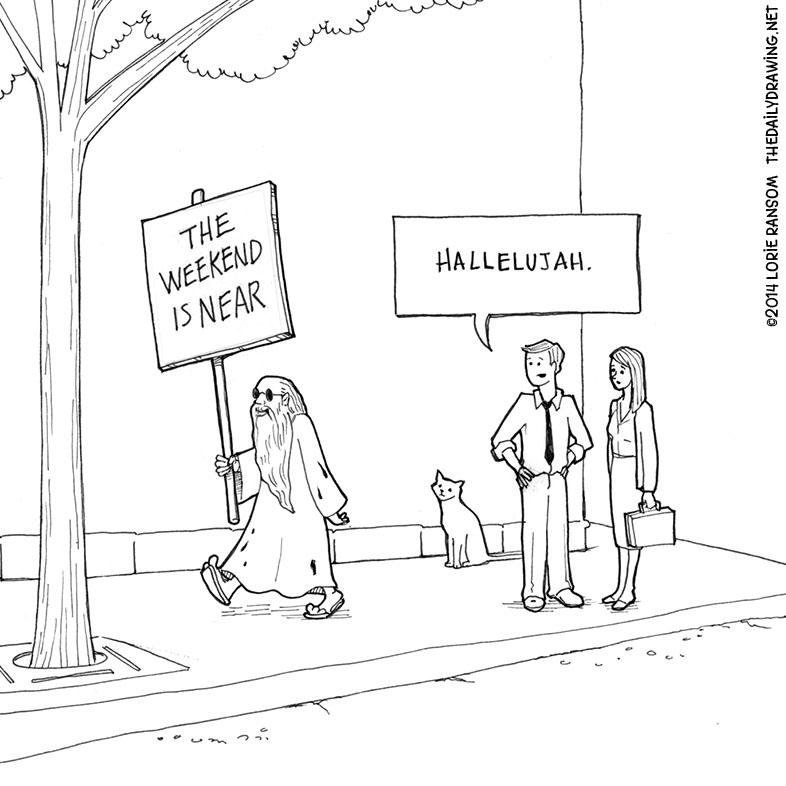 THE
WEEKEND
IS NEAR
HALLELUJAH.
©2014 LORIE RANSOM THEDAILYDRAWING.NET